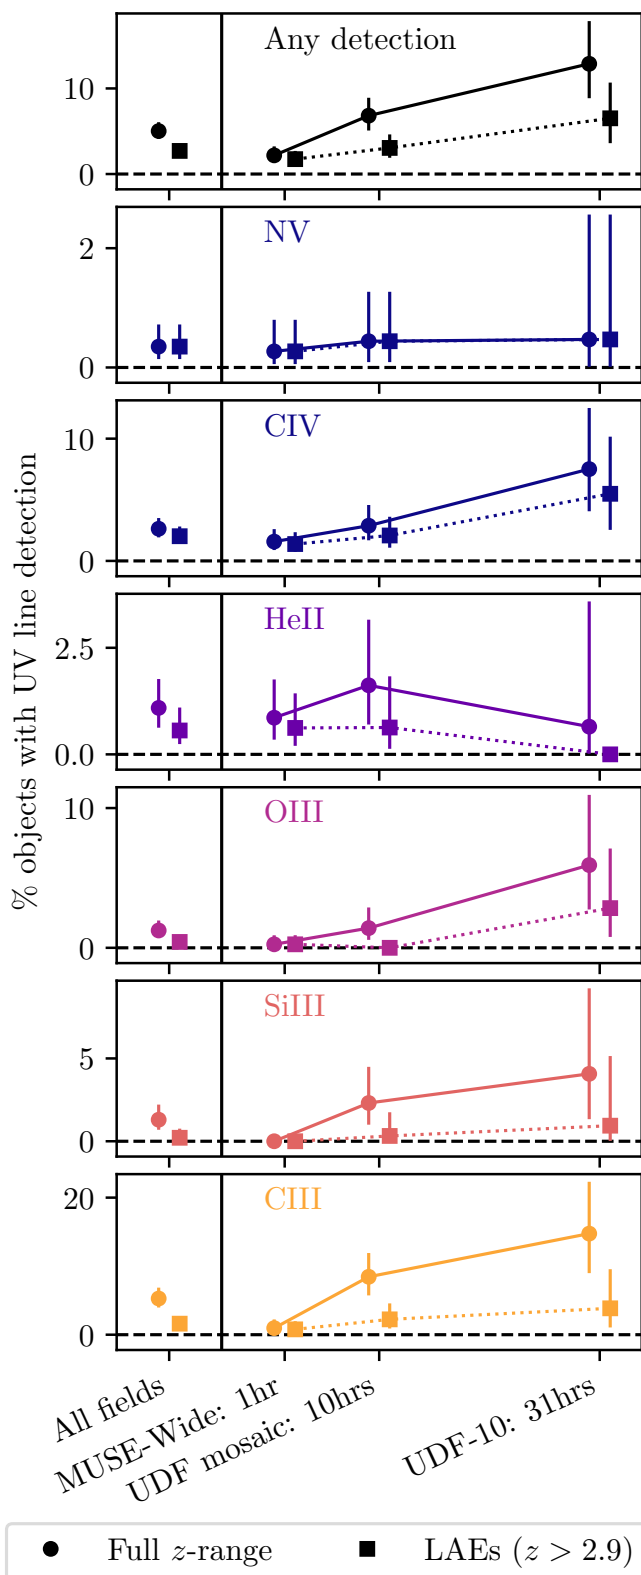 % objects with UV line detection
Any detection
10
0
NV
2
0
CIV
10
0
HeII
2.5
0.0
OIII
10
0
SiIII
5
0
CIII
20
0
All fields
MUSE-Wide: 1hr
UDF mosaic: 10hrs
UDF-10: 31hrs
Full z-range
LAEs (z > 2.9)